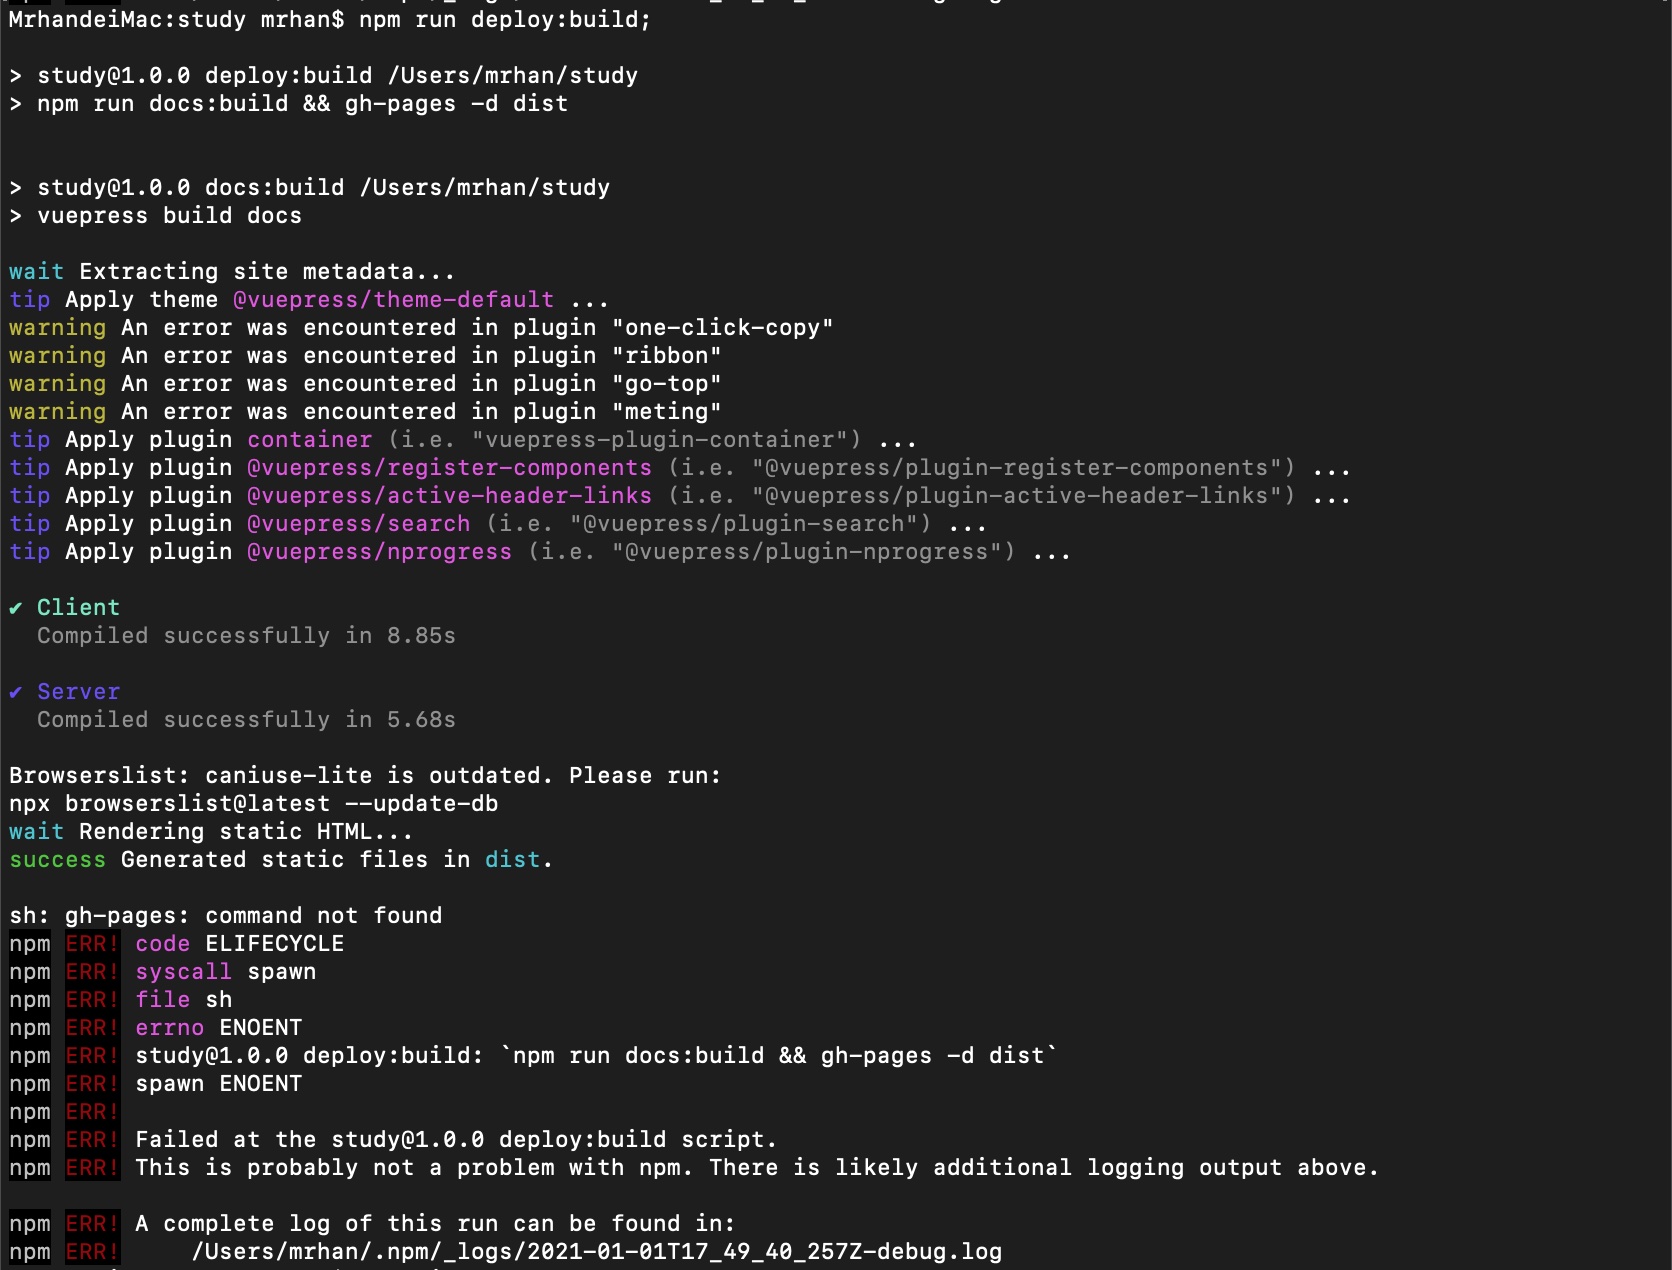 MrhandeiMac:study mrhan$ npm run deploy:build;
> study@1.0.0 deploy:build /Users/mrhan/study
> npm run docs:build && gh-pages -d dist
> study@1.0.0 docs:build /Users/mrhan/study
> vuepress build docs
wait Extracting site metadata...
tip Apply theme @vuepress/theme-default ...
warning An error was encountered in plugin "one-click-copy"
warning An error was encountered in plugin "ribbon"
warning An error was encountered in plugin "go-top"
warning An error was encountered in plugin "meting"
tip Apply plugin container (i.e. "vuepress-plugin-container") ...
tip Apply plugin @vuepress/register-components (i.e. "@vuepress/plugin-register-components") ...
tip Apply plugin @vuepress/active-header-links (i.e. "@vuepress/plugin-active-header-links") ...
tip Apply plugin @vuepress/search (i.e. "@vuepress/plugin-search") ...
tip Apply plugin @vuepress/nprogress (i.e. "@vuepress/plugin-nprogress") ...
✔ Client
Compiled successfully in 8.85s
✔ Server
Compiled successfully in 5.68s
Browserslist: caniuse-lite is outdated. Please run:
npx browserslist@latest --update-db
wait Rendering static HTML...
success Generated static files in dist.
sh: gh-pages: command not found
npm ERR! code ELIFECYCLE
npm ERR! syscall spawn
npm ERR! file sh
npm ERR! errno ENOENT
npm ERR! study@1.0.0 deploy:build: `npm run docs:build && gh-pages -d dist`
npm ERR! spawn ENOENT
npm ERR!
npm ERR! Failed at the study@1.0.0 deploy:build script.
npm ERR! This is probably not a problem with npm. There is likely additional logging output above.
npm ERR! A complete log of this run can be found in:
npm ERR!     /Users/mrhan/.npm/_logs/2021-01-01T17_49_40_257Z-debug.log